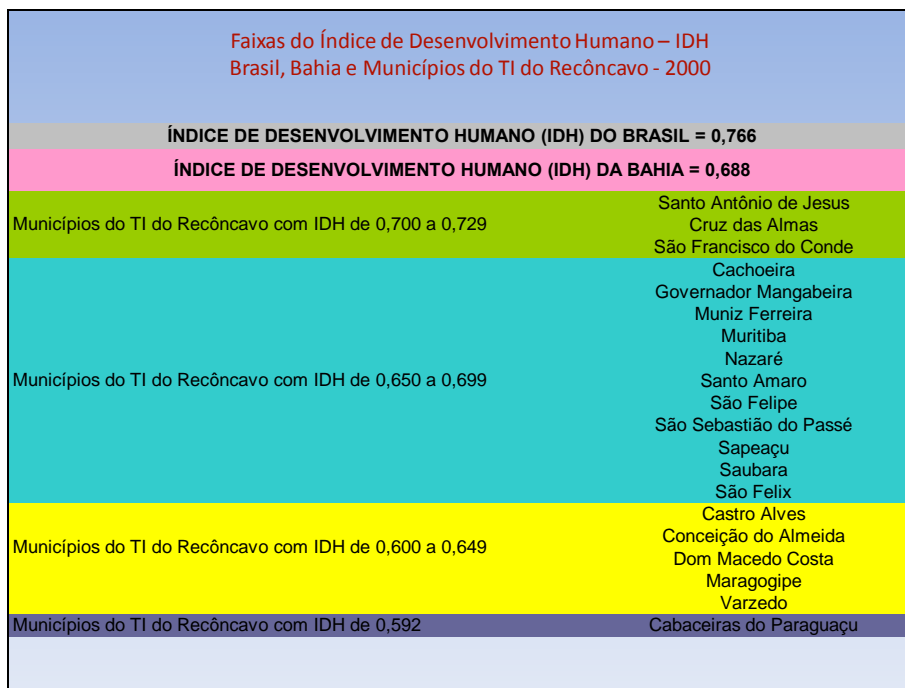 Faixas do Índice de Desenvolvimento Humano – IDH
Brasil, Bahia e Municípios do TI do Recôncavo - 2000
ÍNDICE DE DESENVOLVIMENTO HUMANO (IDH) DO BRASIL = 0,766
ÍNDICE DE DESENVOLVIMENTO HUMANO (IDH) DA BAHIA = 0,688
Municípios do TI do Recôncavo com IDH de 0,700 a 0,729
Santo Antônio de Jesus
Cruz das Almas
São Francisco do Conde
Municípios do TI do Recôncavo com IDH de 0,650 a 0,699
Cachoeira
Governador Mangabeira
Muniz Ferreira
Muritiba
Nazaré
Santo Amaro
São Felipe
São Sebastião do Passé
Sapeaçu
Saubara
São Felix
Municípios do TI do Recôncavo com IDH de 0,600 a 0,649
Castro Alves
Conceição do Almeida
Dom Macedo Costa
Maragogipe
Varzedo
Municípios do TI do Recôncavo com IDH de 0,592
Cabaceiras do Paraguaçu